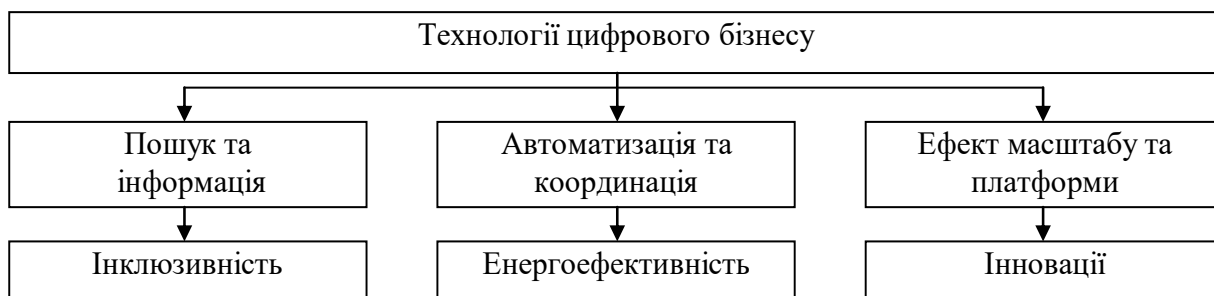 Технології цифрового бізнесу
Пошук та
інформація
Автоматизація та
координація
Ефект масштабу та
платформи
Інклюзивність
Енергоефективність
Інновації